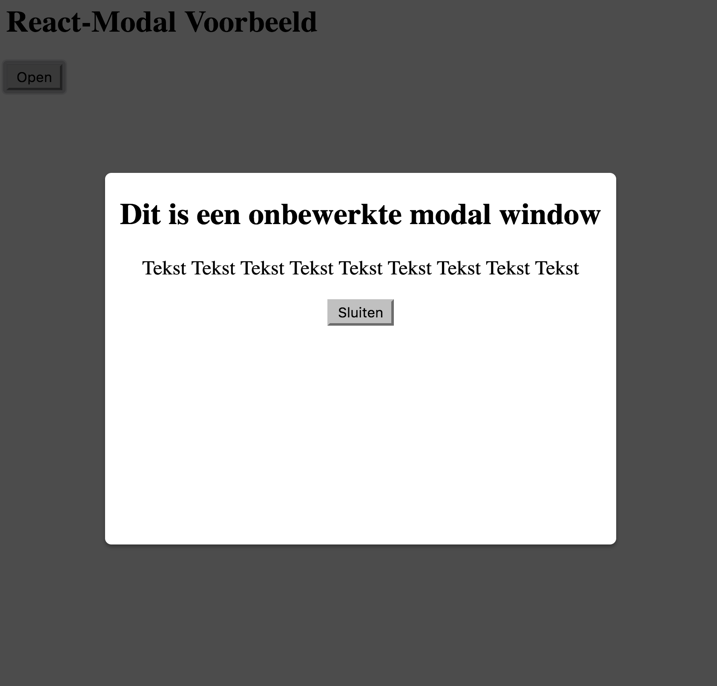 React-Modal Voorbeeld
Open
Dit is een onbewerkte modal window
Tekst Tekst Tekst Tekst Tekst Tekst Tekst Tekst Tekst
Sluiten